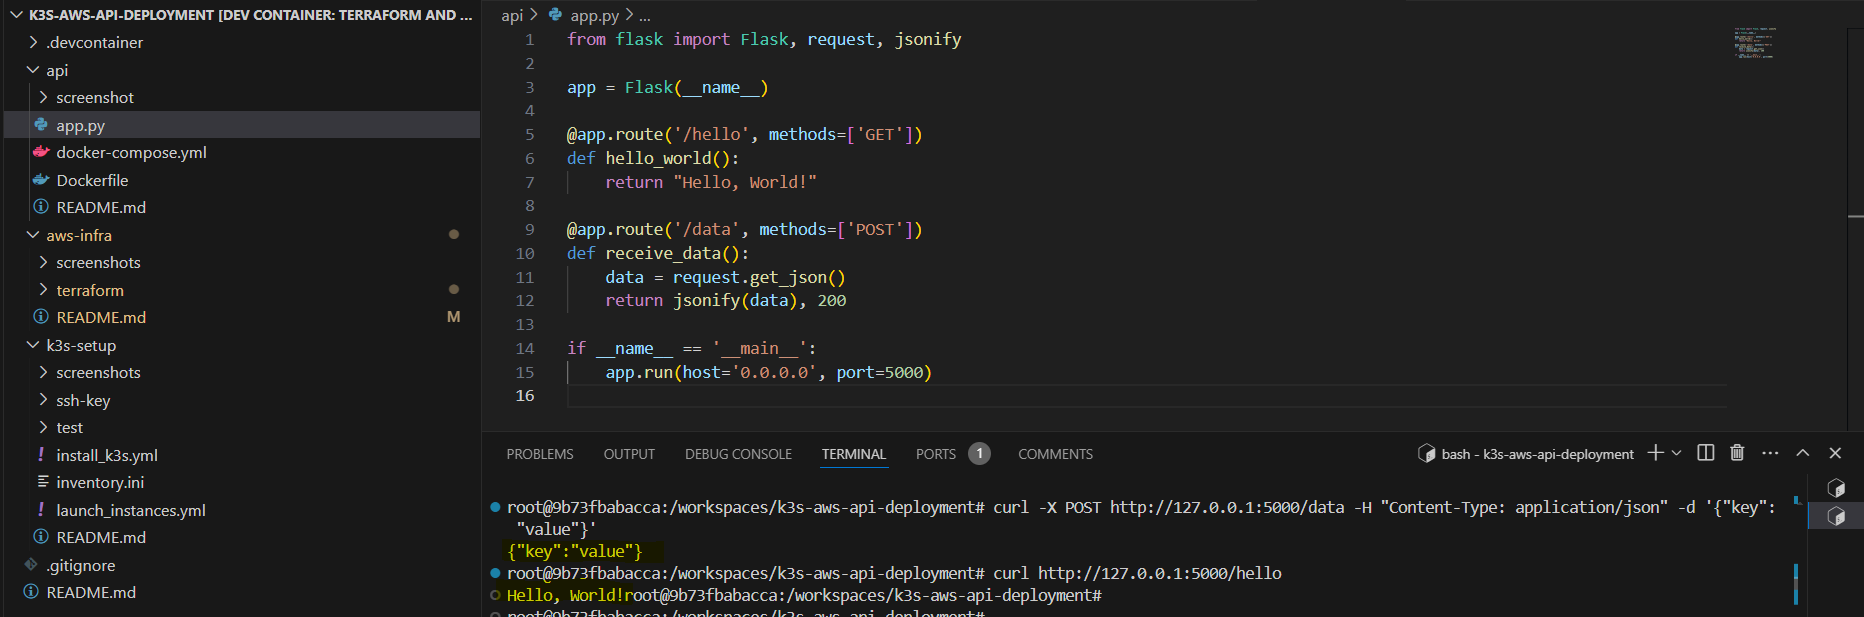 K3S-AWS-API-DEPLOYMENT [DEV CONTAINER: TERRAFORM AND ...
.devcontainer
api
screenshot
app.py
docker-compose.yml
Dockerfile
README.md
aws-infra
screenshots
terraform
README.md M
k3s-setup
screenshots
ssh-key
test
install_k3s.yml
inventory.ini
launch_instances.yml
README.md
.gitignore
README.md
api > app.py > ...
1 from flask import Flask, request, jsonify
2
3 app = Flask(__name__)
4
5 @app.route('/hello', methods=['GET'])
6 def hello_world():
7 return "Hello, World!"
8
9 @app.route('/data', methods=['POST'])
10 def receive_data():
11 data = request.get_json()
12 return jsonify(data), 200
13
14 if __name__ == '__main__':
15 app.run(host='0.0.0.0', port=5000)
16
PROBLEMS OUTPUT DEBUG CONSOLE TERMINAL PORTS 1 COMMENTS bash - k3s-aws-api-deployment
root@9b73fbabacca:/workspaces/k3s-aws-api-deployment# curl -X POST http://127.0.0.1:5000/data -H "Content-Type: application/json" -d '{"key":
"value"}'
{"key":"value"}
root@9b73fbabacca:/workspaces/k3s-aws-api-deployment# curl http://127.0.0.1:5000/hello
Hello, World!root@9b73fbabacca:/workspaces/k3s-aws-api-deployment#
root@9b73fbabacca:/workspaces/k3s-aws-api-deployment#